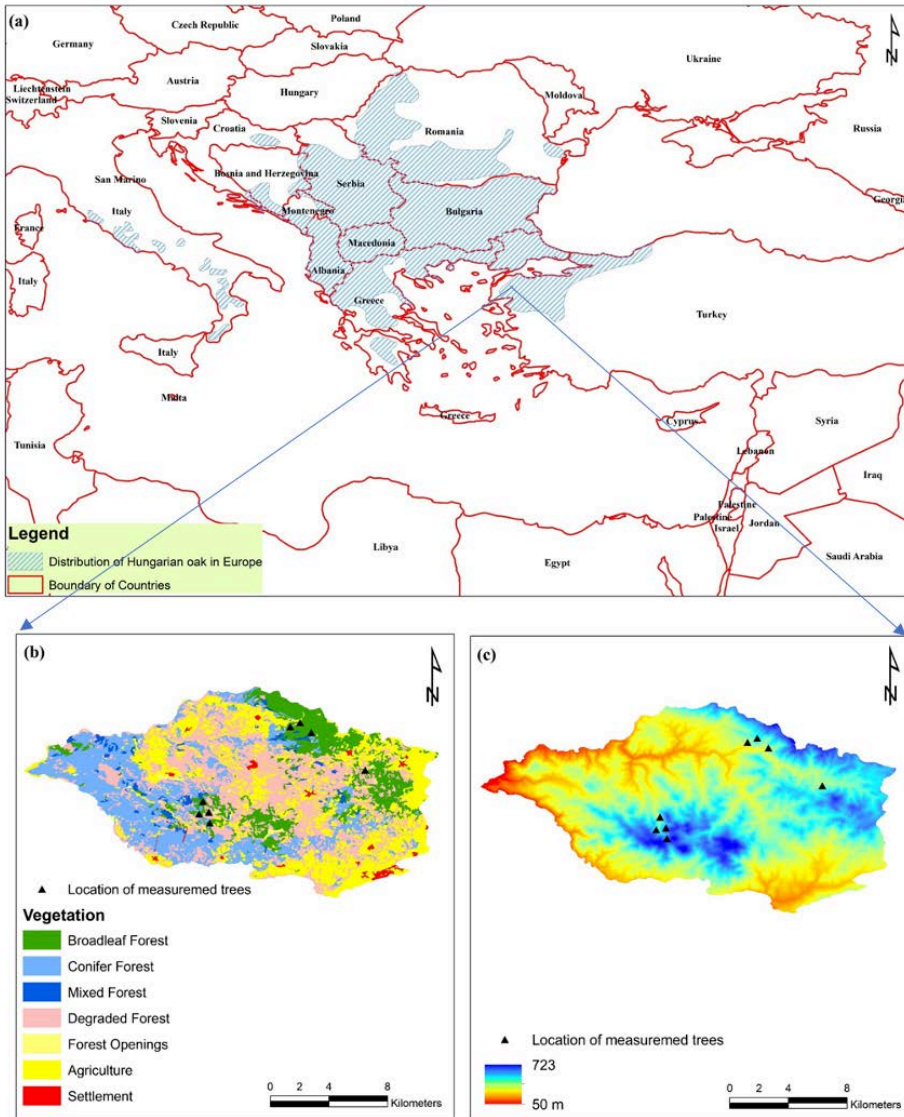 (a)
Poland
Czech Republic
Germany
Slovakia
Ukraine
N
Liechtenstein
Switzerland
Austria
Hungary
Moldova
Slovenia
Croatia
Romania
Russia
San Marino
Bosnia and Herzegovina
Serbia
Italy
Montenegro
Bulgaria
Georgia
France
Macedonia
Italy
Albania
Greece
Turkey
Italy
Malta
Greece
Cyprus
Syria
Tunisia
Lebanon
Iraq
Palestine
Palestine
Israel
Jordan
Libya
Egypt
Saudi Arabia
Legend
Distribution of Hungarian oak in Europe
Boundary of Countries
(b)
N
Location of measuremed trees
Vegetation
Broadleaf Forest
Conifer Forest
Mixed Forest
Degraded Forest
Forest Openings
Agriculture
Settlement
0 2 4 8
Kilometers
(c)
N
Location of measuremed trees
723
50 m
0 2 4 8
Kilometers